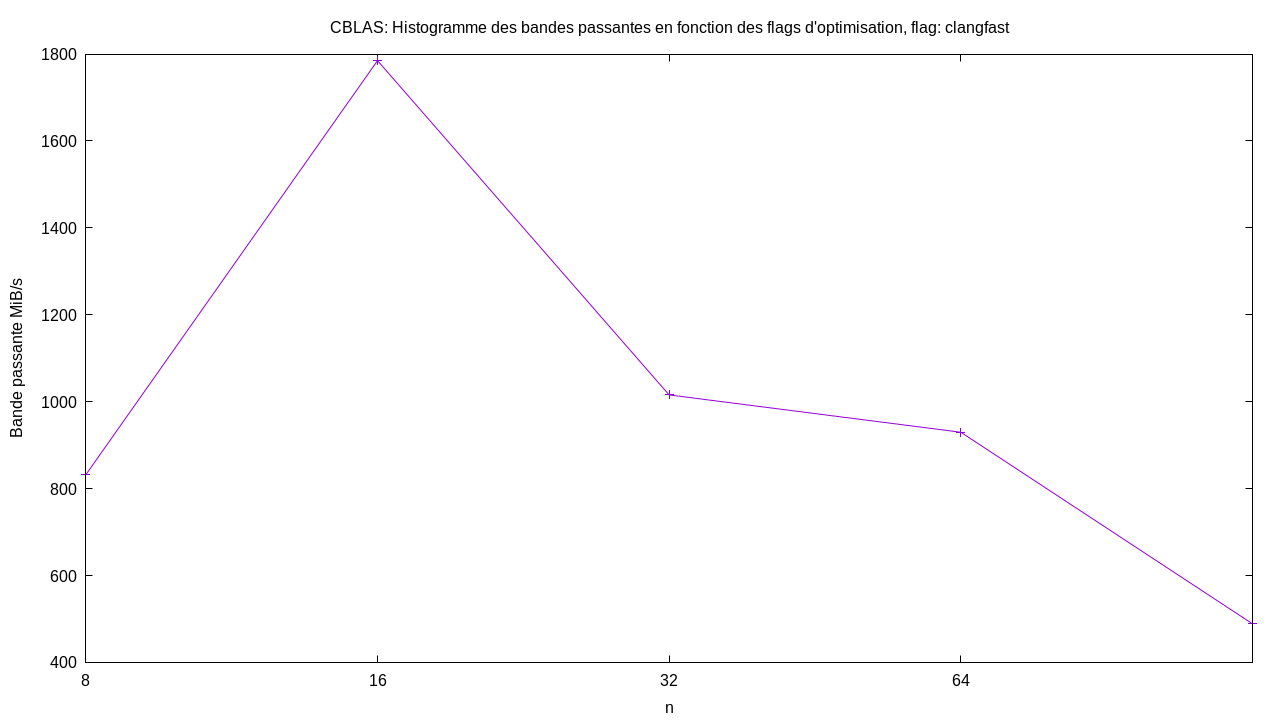 CBLAS: Histogramme des bandes passantes en fonction des flags d'optimisation, flag: clangfast
1800
1600
1400
1200
1000
800
600
400
Bande passante MiB/s
8 16 32 64
n